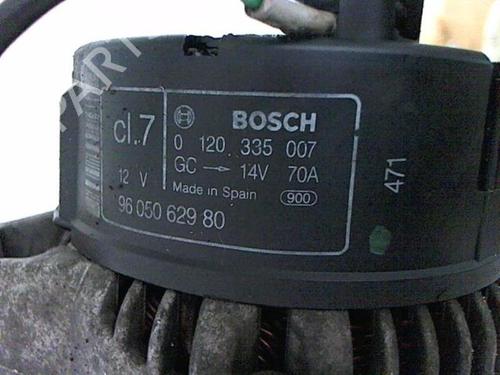 BOSCH
cl.7
0 120 335 007
GC → 14V 70A
12 V
Made in Spain 900
96 050 629 80
471